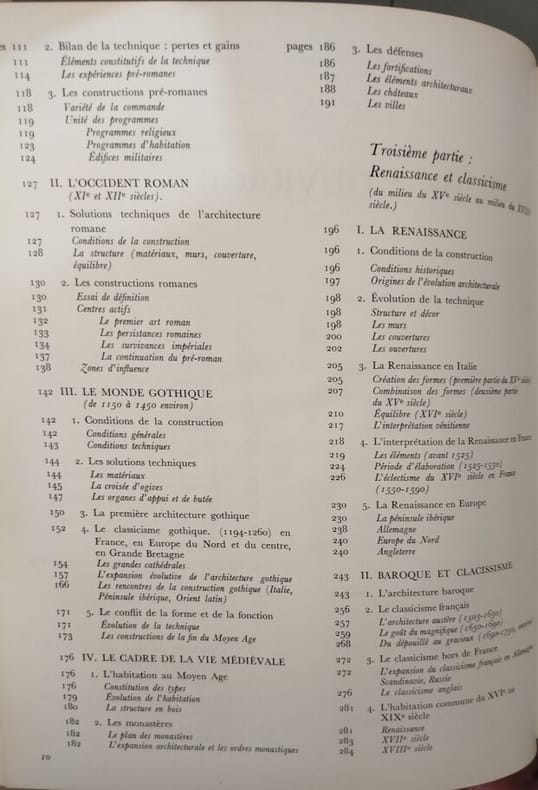 111 2. Bilan de la technique : pertes et gains
111 Éléments constitutifs de la technique
114 Les expériences pré-romanes
118 3. Les constructions pré-romanes
118 Variété de la commande
119 Unité des programmes
119 Programmes religieux
123 Programmes d'habitation
124 Édifices militaires
127 II. L'OCCIDENT ROMAN
(XIe et XIIe siècles).
127 1. Solutions techniques de l'architecture
romane
127 Conditions de la construction
128 La structure (matériaux, murs, couverture,
équilibre)
130 2. Les constructions romanes
130 Essai de définition
131 Centres actifs
132 Le premier art roman
133 Les persistances romaines
134 Les survivances impériales
137 La continuation du pré-roman
138 Zones d'influence
142 III. LE MONDE GOTHIQUE
(de 1150 à 1450 environ)
142 1. Conditions de la construction
142 Conditions générales
143 Conditions techniques
144 2. Les solutions techniques
144 Les matériaux
145 La croisée d'ogives
147 Les organes d'appui et de butée
150 3. La première architecture gothique
152 4. Le classicisme gothique. (1194-1260) en
France, en Europe du Nord et du centre,
en Grande Bretagne
154 Les grandes cathédrales
157 L'expansion évolutive de l'architecture gothique
166 Les rencontres de la construction gothique (Italie,
Péninsule ibérique, Orient latin)
171 5. Le conflit de la forme et de la fonction
171 Évolution de la technique
173 Les constructions de la fin du Moyen Age
176 IV. LE CADRE DE LA VIE MÉDIÉVALE
176 1. L'habitation au Moyen Age
176 Constitution des types
179 Évolution de l'habitation
180 La structure en bois
182 2. Les monastères
182 Le plan des monastères
182 L'expansion architecturale et les ordres monastiques
10
pages 186 3. Les défenses
186 Les fortifications
187 Les éléments architecturaux
188 Les châteaux
191 Les villes
Troisième partie :
Renaissance et classicisme
(du milieu du XVe siècle au milieu du XVIIIe
siècle.)
196 I. LA RENAISSANCE
196 1. Conditions de la construction
196 Conditions historiques
197 Origines de l'évolution architecturale
198 2. Évolution de la technique
198 Structure et décor
198 Les murs
200 Les couvertures
202 Les ouvertures
205 3. La Renaissance en Italie
205 Création des formes (première partie du XVe siècle)
207 Combinaison des formes (deuxième partie
du XVe siècle)
210 Équilibre (XVIe siècle)
217 L'interprétation vénitienne
218 4. L'interprétation de la Renaissance en France
219 Les éléments (avant 1525)
224 Période d'élaboration (1525-1550)
226 L'éclectisme du XVIe siècle en France
(1550-1590)
230 5. La Renaissance en Europe
230 La péninsule ibérique
238 Allemagne
240 Europe du Nord
240 Angleterre
243 II. BAROQUE ET CLACISSISME
243 1. L'architecture baroque
256 2. Le classicisme français
257 L'architecture austère
259 Le goût du magnifique (1650-1690)
268 Du dépouillé au gracieux (1690-1750,
272 3. Le classicisme hors de France
272 L'expansion du classicisme français en Allemagne
Scandinavie, Russie
276 Le classicisme anglais
281 4. L'habitation commune du XVIe au
XIXe siècle
281 Renaissance
283 XVIIe siècle
284 XVIIIe siècle